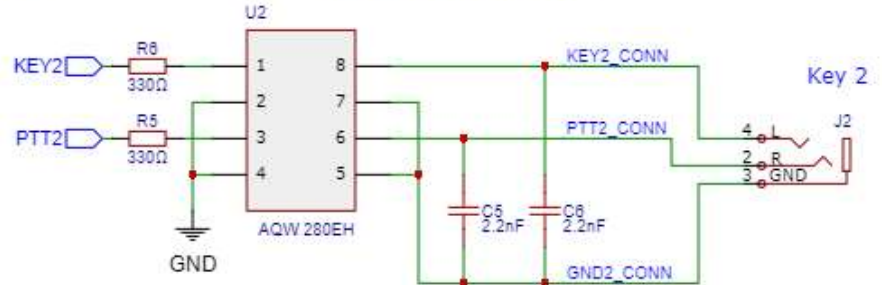 U2
KEY2 R6 330Ω 1 8 KEY2_CONN
Key 2
2 7
PTT2 R5 330Ω 3 6 PTT2_CONN
4 L J2
2 R
3 GND
4 5
C5 2.2nF C6 2.2nF
AQW 280EH
GND
GND2_CONN